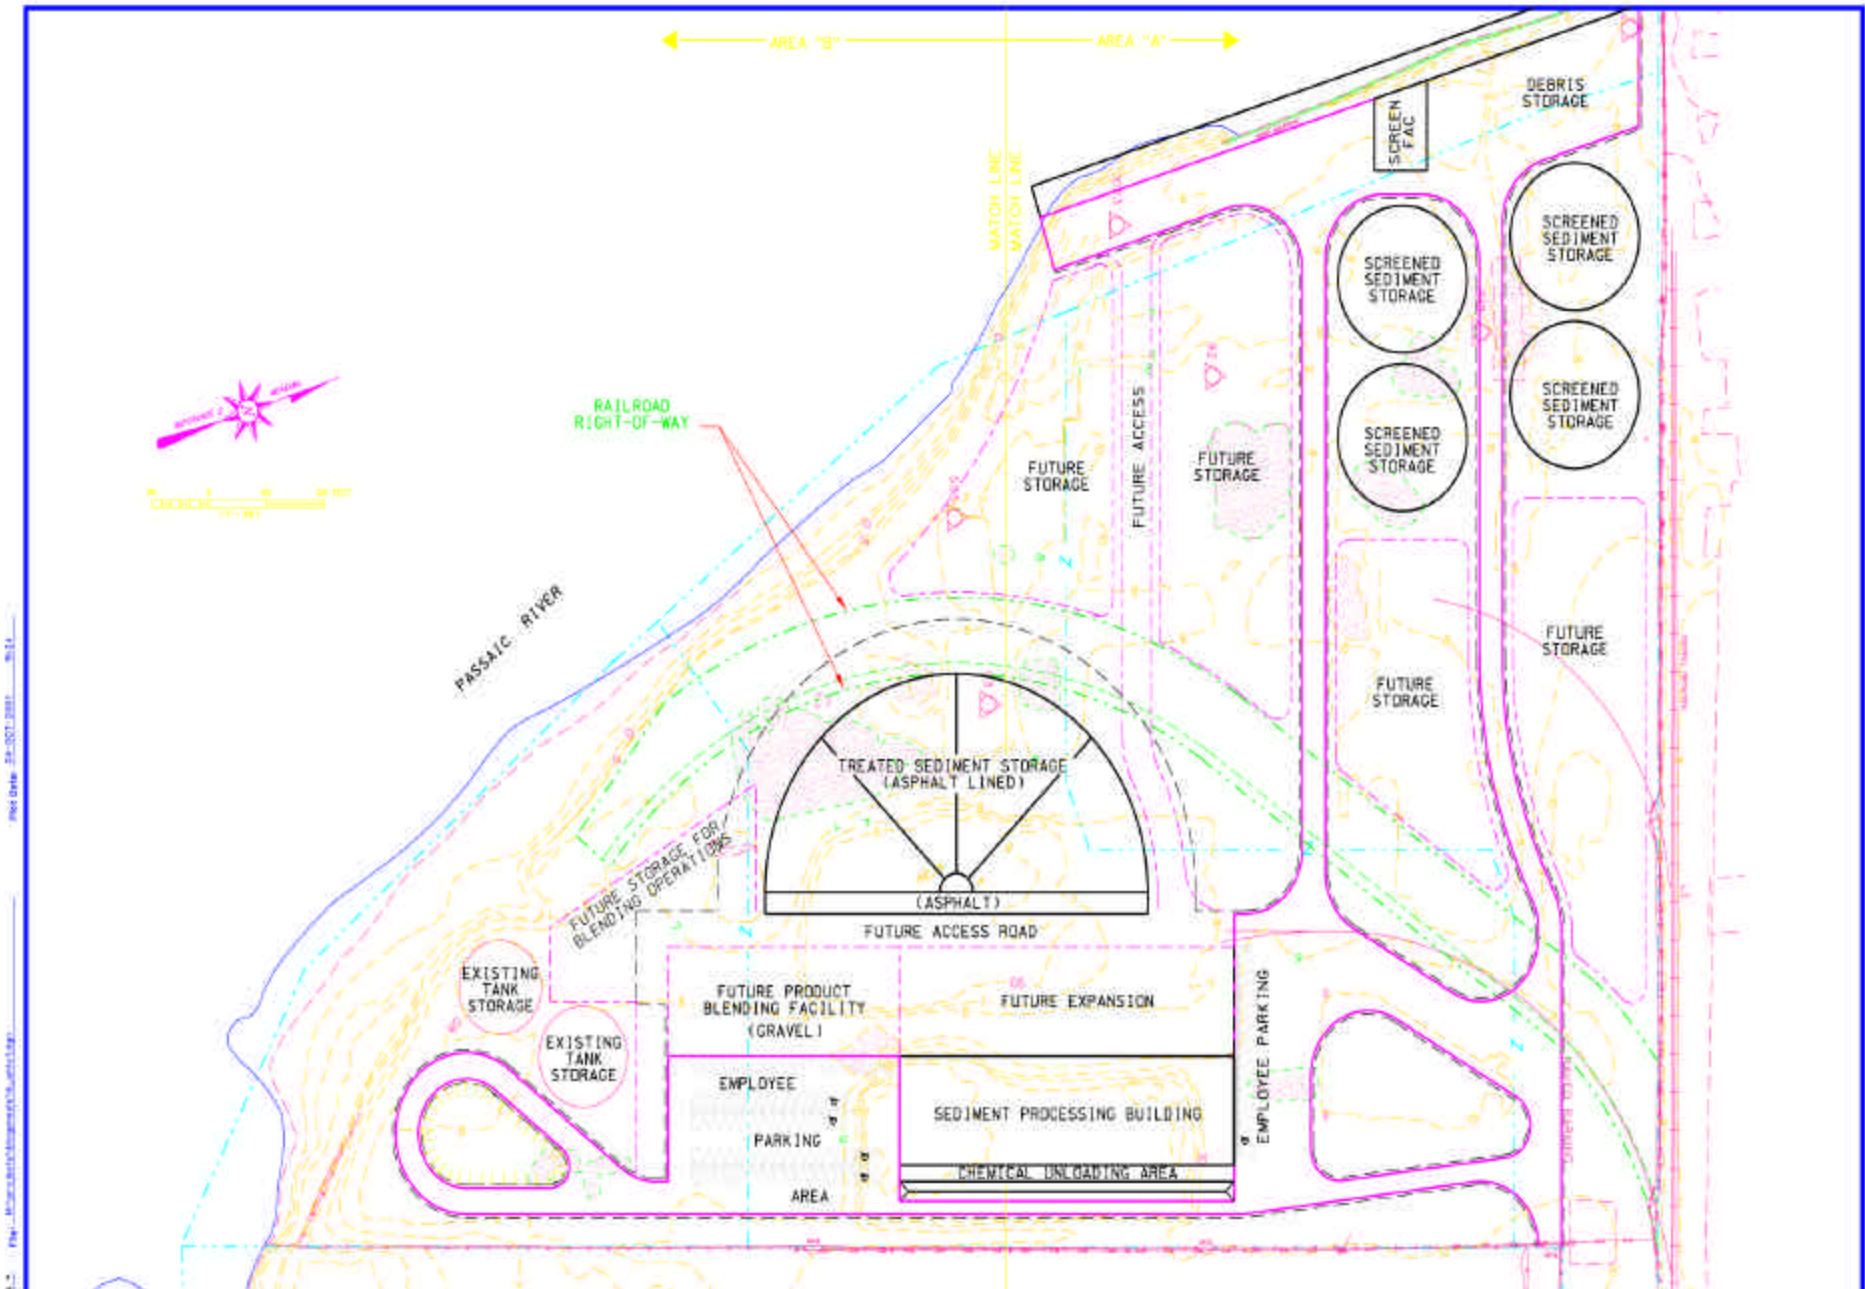 AREA "B"
AREA "A"
DEBRIS
STORAGE
SCREEN
FAC
MATCH LINE
MATCH LINE
SCREENED
SEDIMENT
STORAGE
SCREENED
SEDIMENT
STORAGE
SCREENED
SEDIMENT
STORAGE
SCREENED
SEDIMENT
STORAGE
RAILROAD
RIGHT-OF-WAY
FUTURE
STORAGE
FUTURE ACCESS
FUTURE
STORAGE
PASSAIC RIVER
FUTURE
STORAGE
FUTURE
STORAGE
TREATED SEDIMENT STORAGE
(ASPHALT LINED)
FUTURE STORAGE FOR
BLENDING OPERATIONS
(ASPHALT)
FUTURE ACCESS ROAD
EXISTING
TANK
STORAGE
FUTURE PRODUCT
BLENDING FACILITY
(GRAVEL)
FUTURE EXPANSION
EMPLOYEE PARKING
EXISTING
TANK
STORAGE
EMPLOYEE
PARKING
AREA
SEDIMENT PROCESSING BUILDING
CHEMICAL UNLOADING AREA